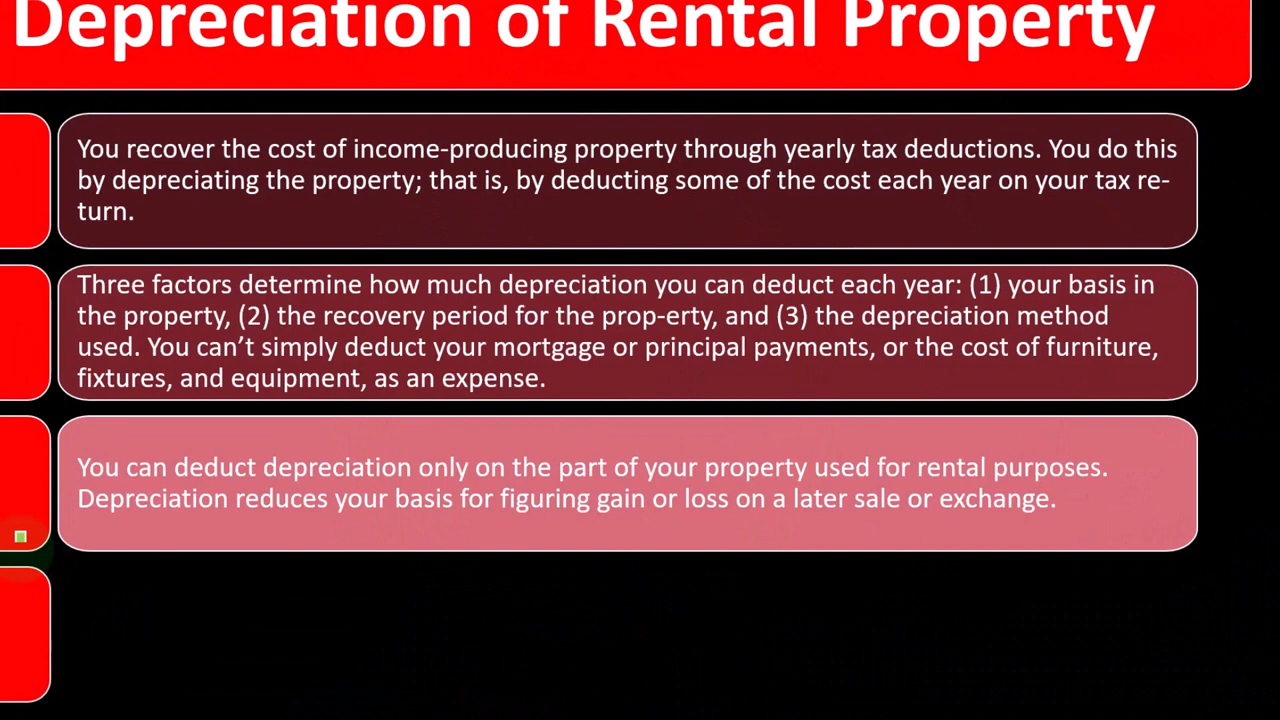 Depreciation of Rental Property
You recover the cost of income-producing property through yearly tax deductions. You do this
by depreciating the property; that is, by deducting some of the cost each year on your tax re-
turn.
Three factors determine how much depreciation you can deduct each year: (1) your basis in
the property, (2) the recovery period for the prop-erty, and (3) the depreciation method
used. You can’t simply deduct your mortgage or principal payments, or the cost of furniture,
fixtures, and equipment, as an expense.
You can deduct depreciation only on the part of your property used for rental purposes.
Depreciation reduces your basis for figuring gain or loss on a later sale or exchange.